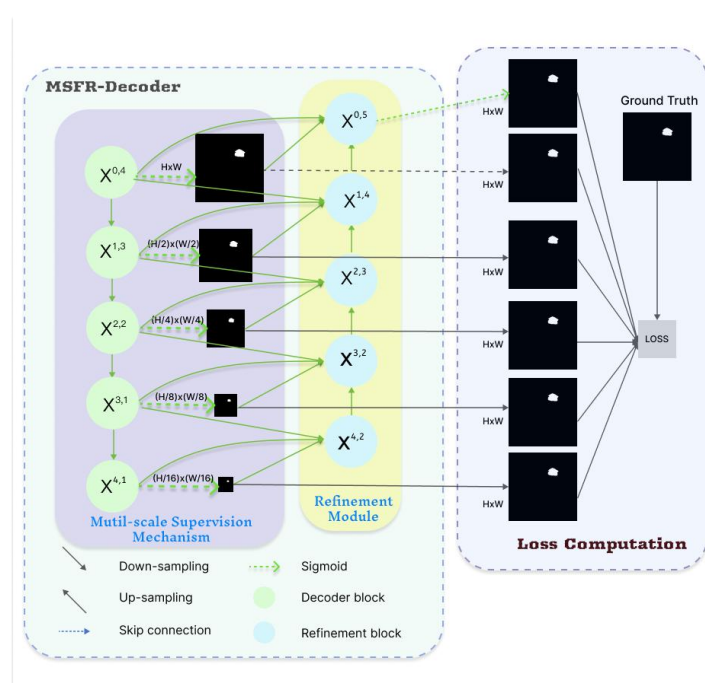 MSFR-Decoder
X0,4
HxW
X1,3
(H/2)x(W/2)
X2,2
(H/4)x(W/4)
X3,1
(H/8)x(W/8)
X4,1
(H/16)x(W/16)
Mutil-scale Supervision
Mechanism
X0,5
X1,4
X2,3
X3,2
X4,2
Refinement
Module
Down-sampling
Up-sampling
Skip connection
Sigmoid
Decoder block
Refinement block
HxW
HxW
HxW
HxW
HxW
HxW
Ground Truth
LOSS
Loss Computation